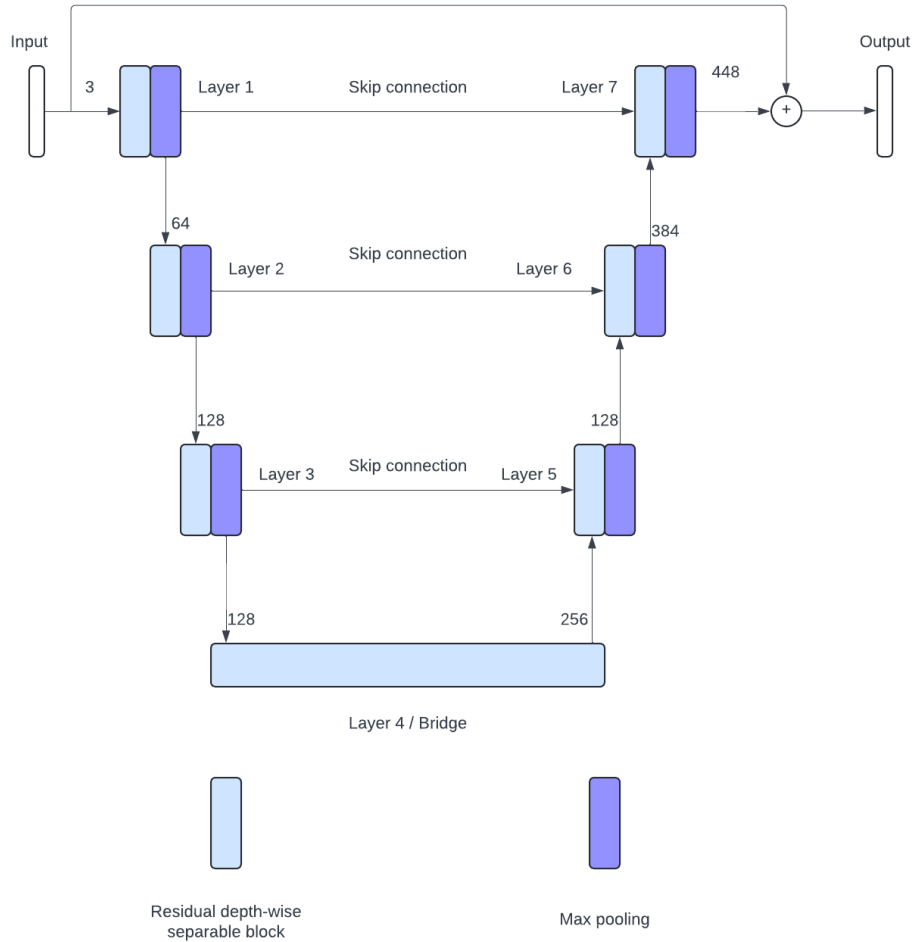 Input
Output
3
Layer 1
Skip connection
Layer 7
448
64
384
Layer 2
Skip connection
Layer 6
128
128
Layer 3
Skip connection
Layer 5
128
256
Layer 4 / Bridge
Residual depth-wise
separable block
Max pooling
+